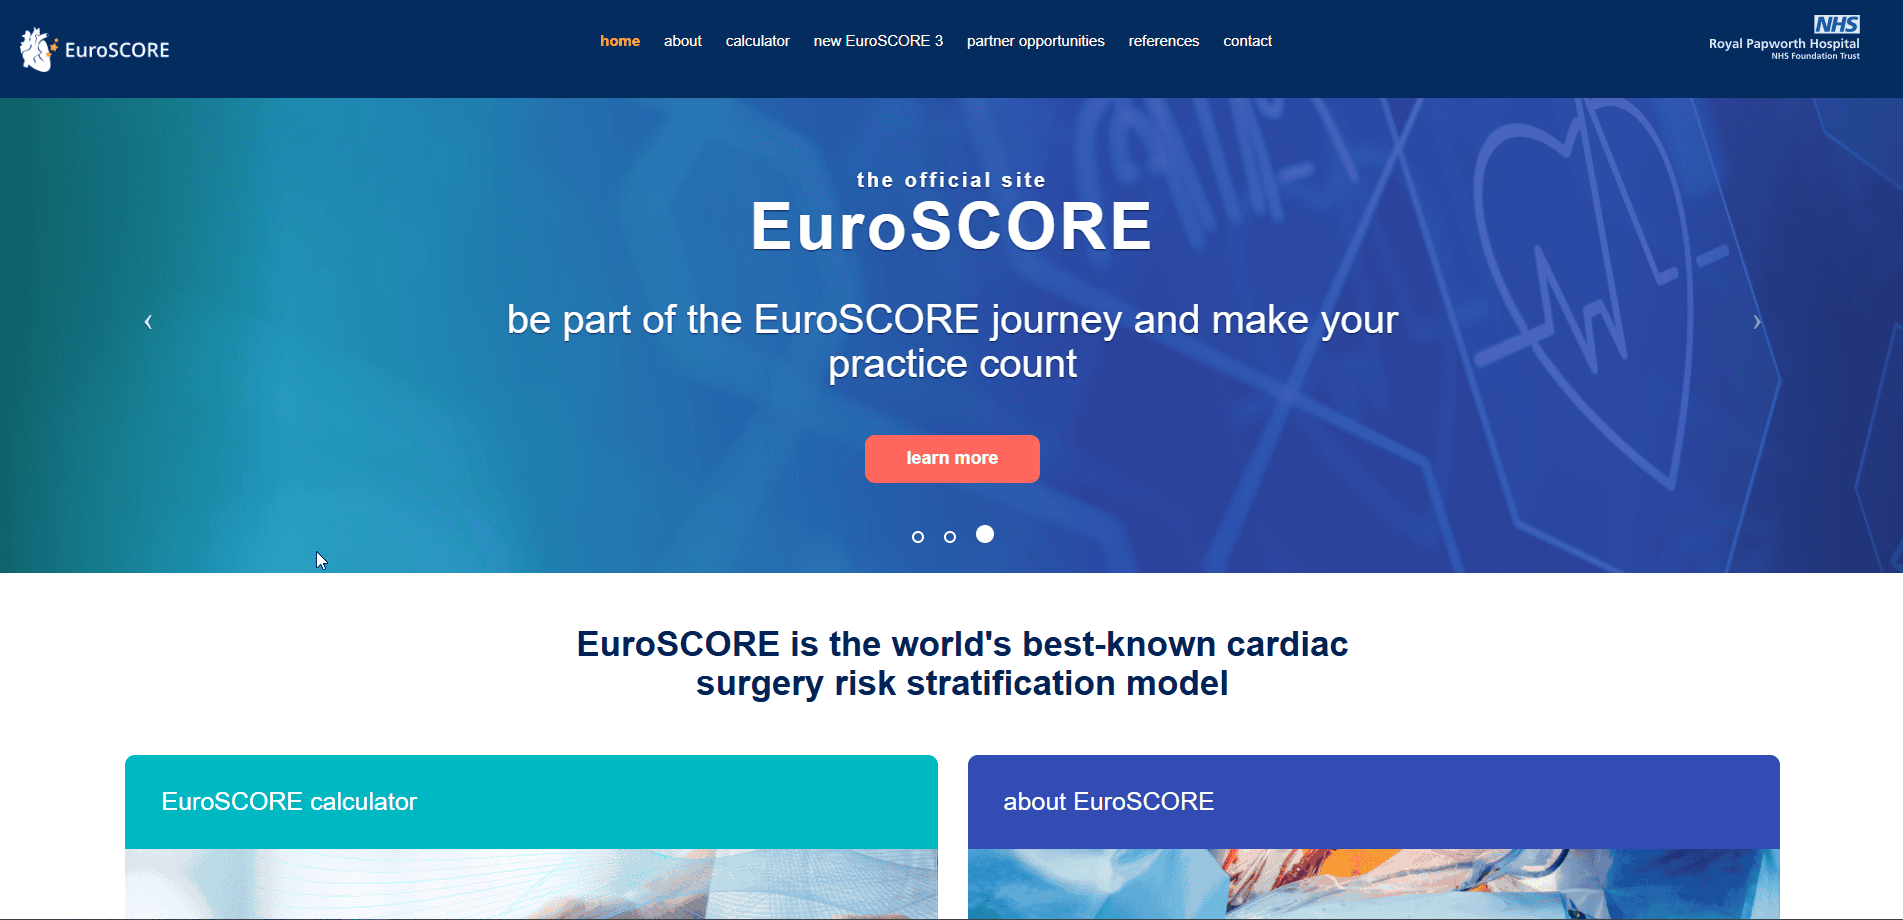 EuroSCORE
home
about
calculator
new EuroSCORE 3
partner opportunities
references
contact
NHS
Royal Papworth Hospital
NHS Foundation Trust
the official site
EuroSCORE
be part of the EuroSCORE journey and make your
practice count
learn more
EuroSCORE is the world's best-known cardiac
surgery risk stratification model
EuroSCORE calculator
about EuroSCORE